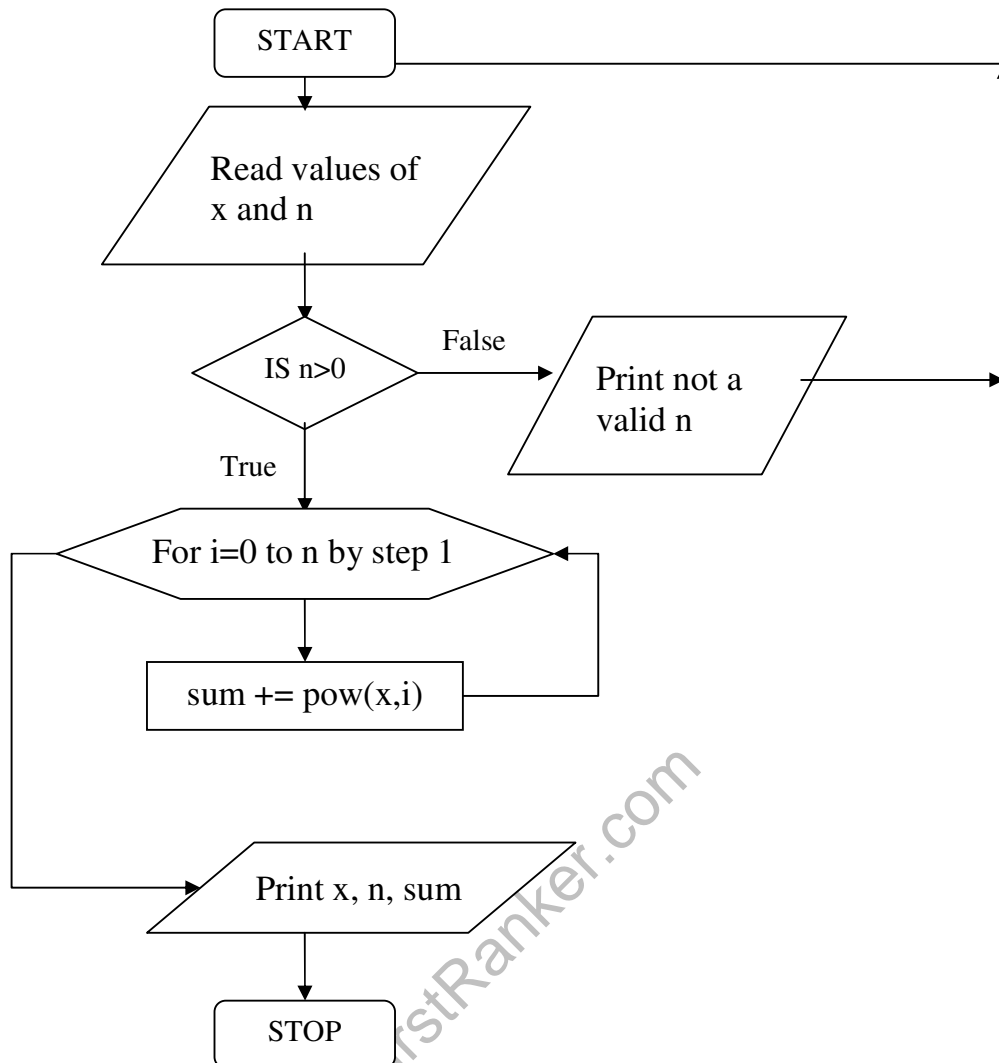 START
Read values of
x and n
IS n>0
False
Print not a
valid n
True
For i=0 to n by step 1
sum += pow(x,i)
Print x, n, sum
STOP